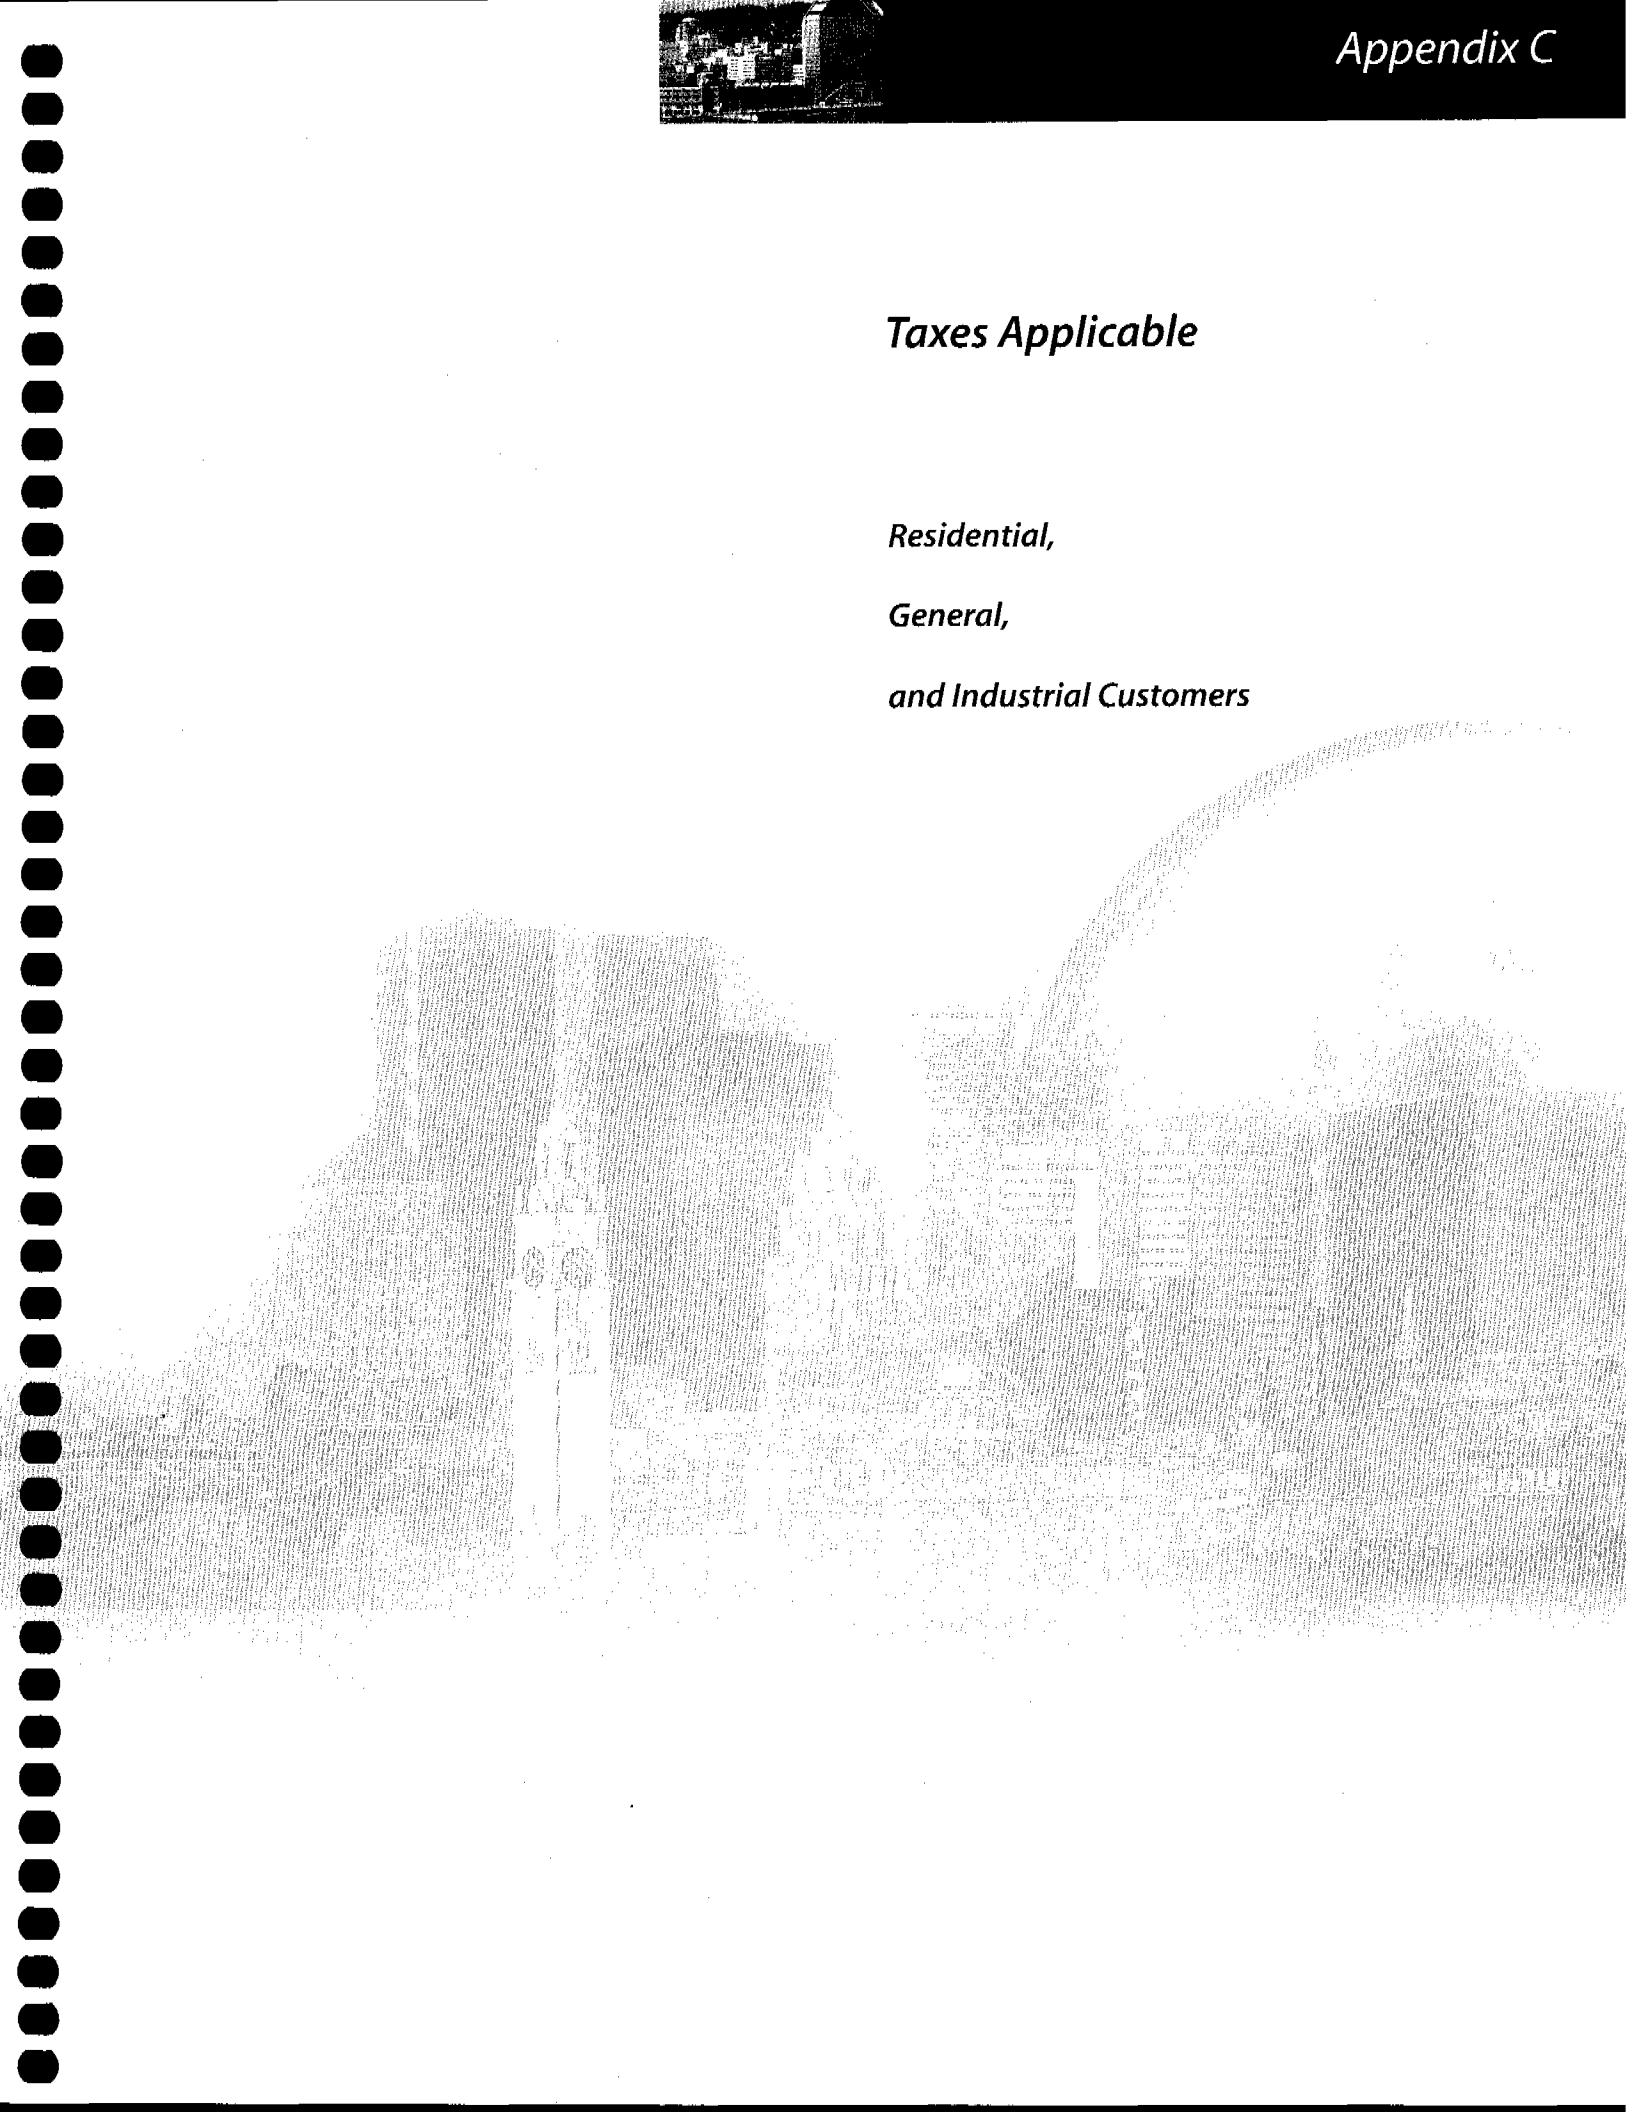 Appendix C
Taxes Applicable
Residential,
General,
and Industrial Customers